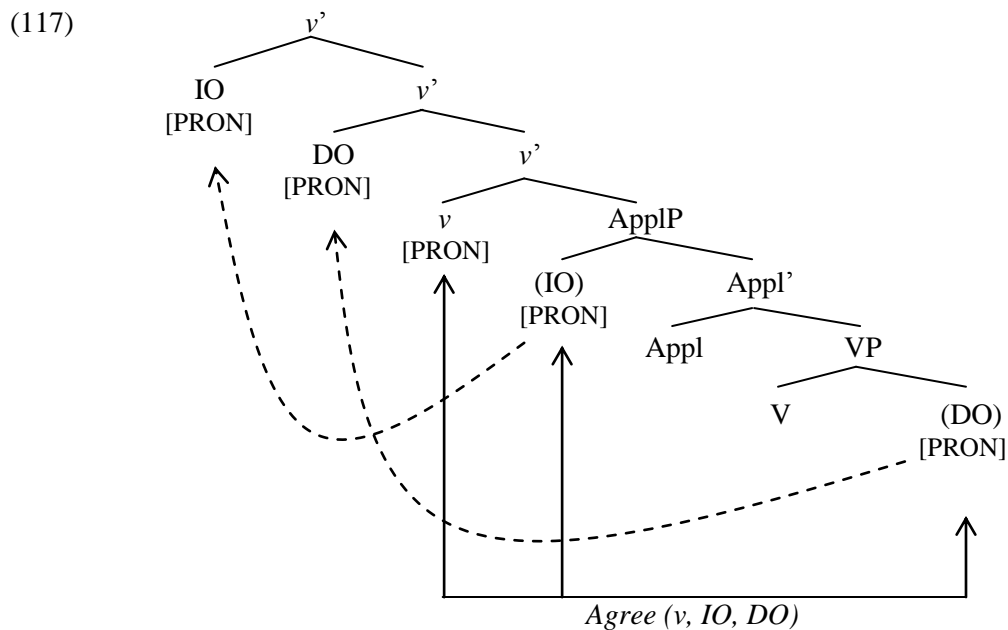 (117)
v’
IO v’
[PRON]
DO v’
[PRON]
v ApplP
[PRON]
(IO) Appl’
[PRON]
Appl VP
V (DO)
[PRON]
Agree (v, IO, DO)